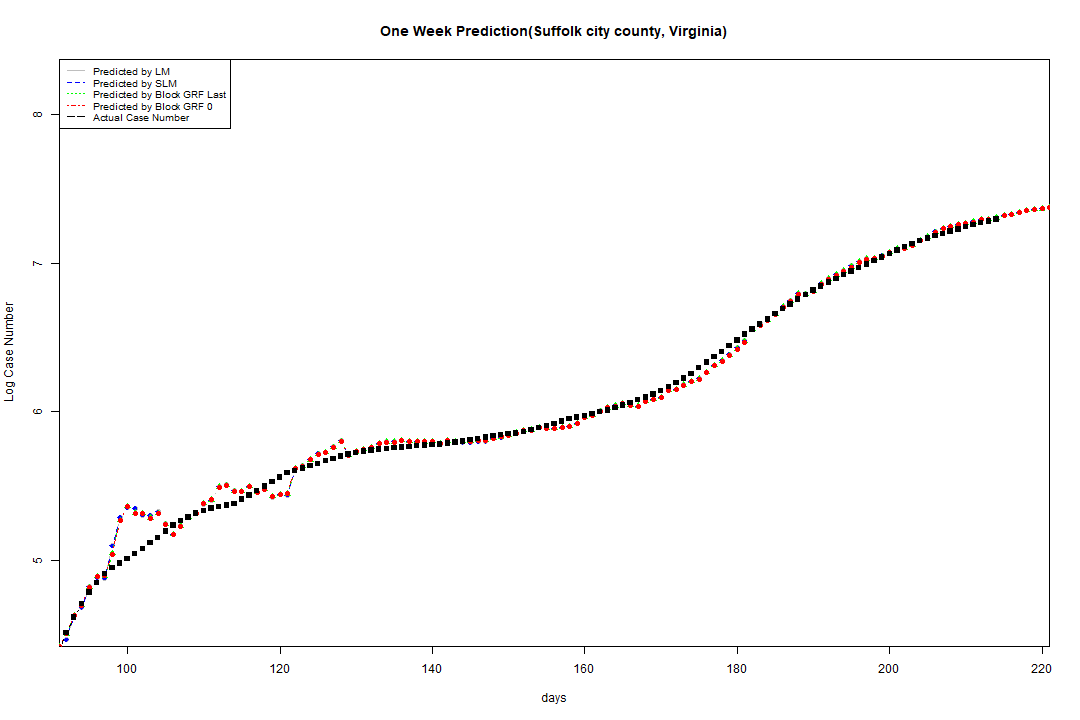 One Week Prediction(Suffolk city county, Virginia)
Predicted by LM
Predicted by SLM
Predicted by Block GRF Last
Predicted by Block GRF 0
Actual Case Number
8
7
6
5
Log Case Number
100 120 140 160 180 200 220
days